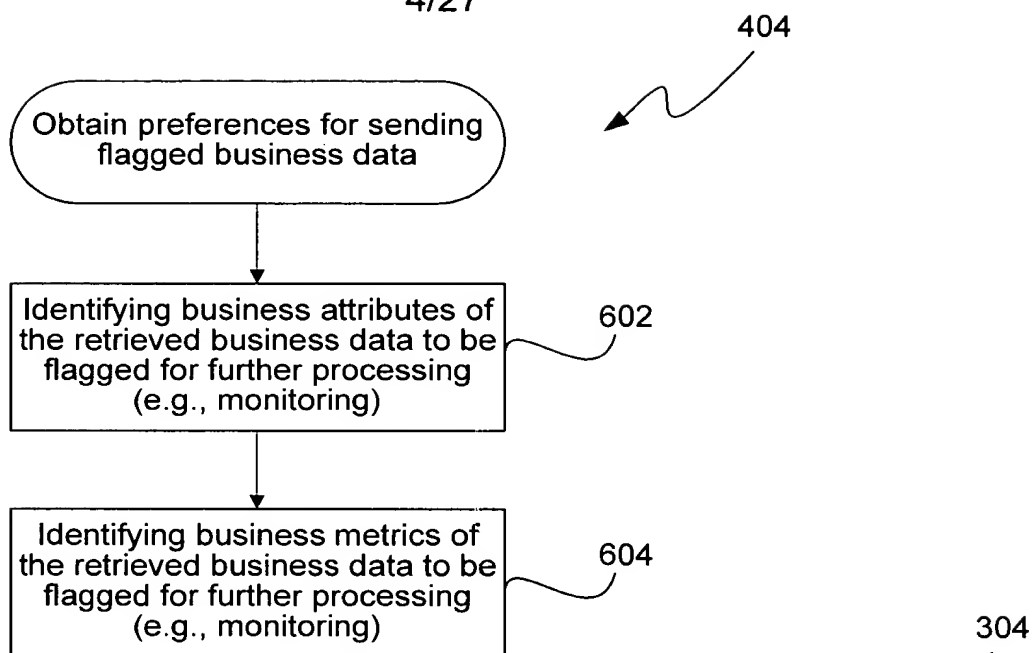 4/27
404
Obtain preferences for sending
flagged business data
Identifying business attributes of
the retrieved business data to be
flagged for further processing
(e.g., monitoring)
602
Identifying business metrics of
the retrieved business data to be
flagged for further processing
(e.g., monitoring)
604
304